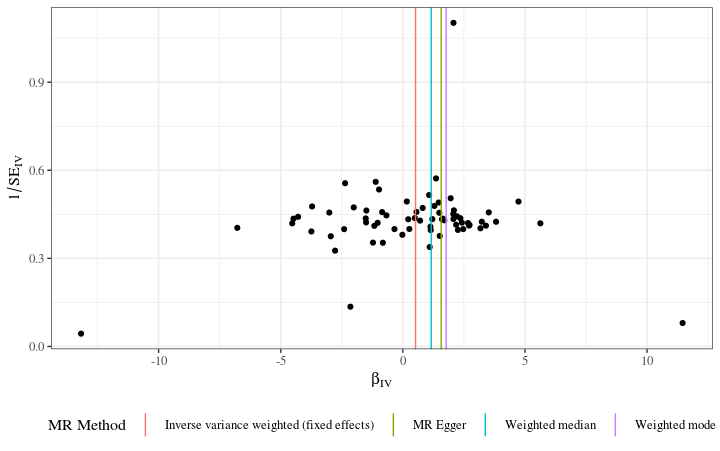 1/SE_IV
0.9
0.6
0.3
0.0
-10
-5
0
5
10
β_IV
MR Method
Inverse variance weighted (fixed effects)
MR Egger
Weighted median
Weighted mode